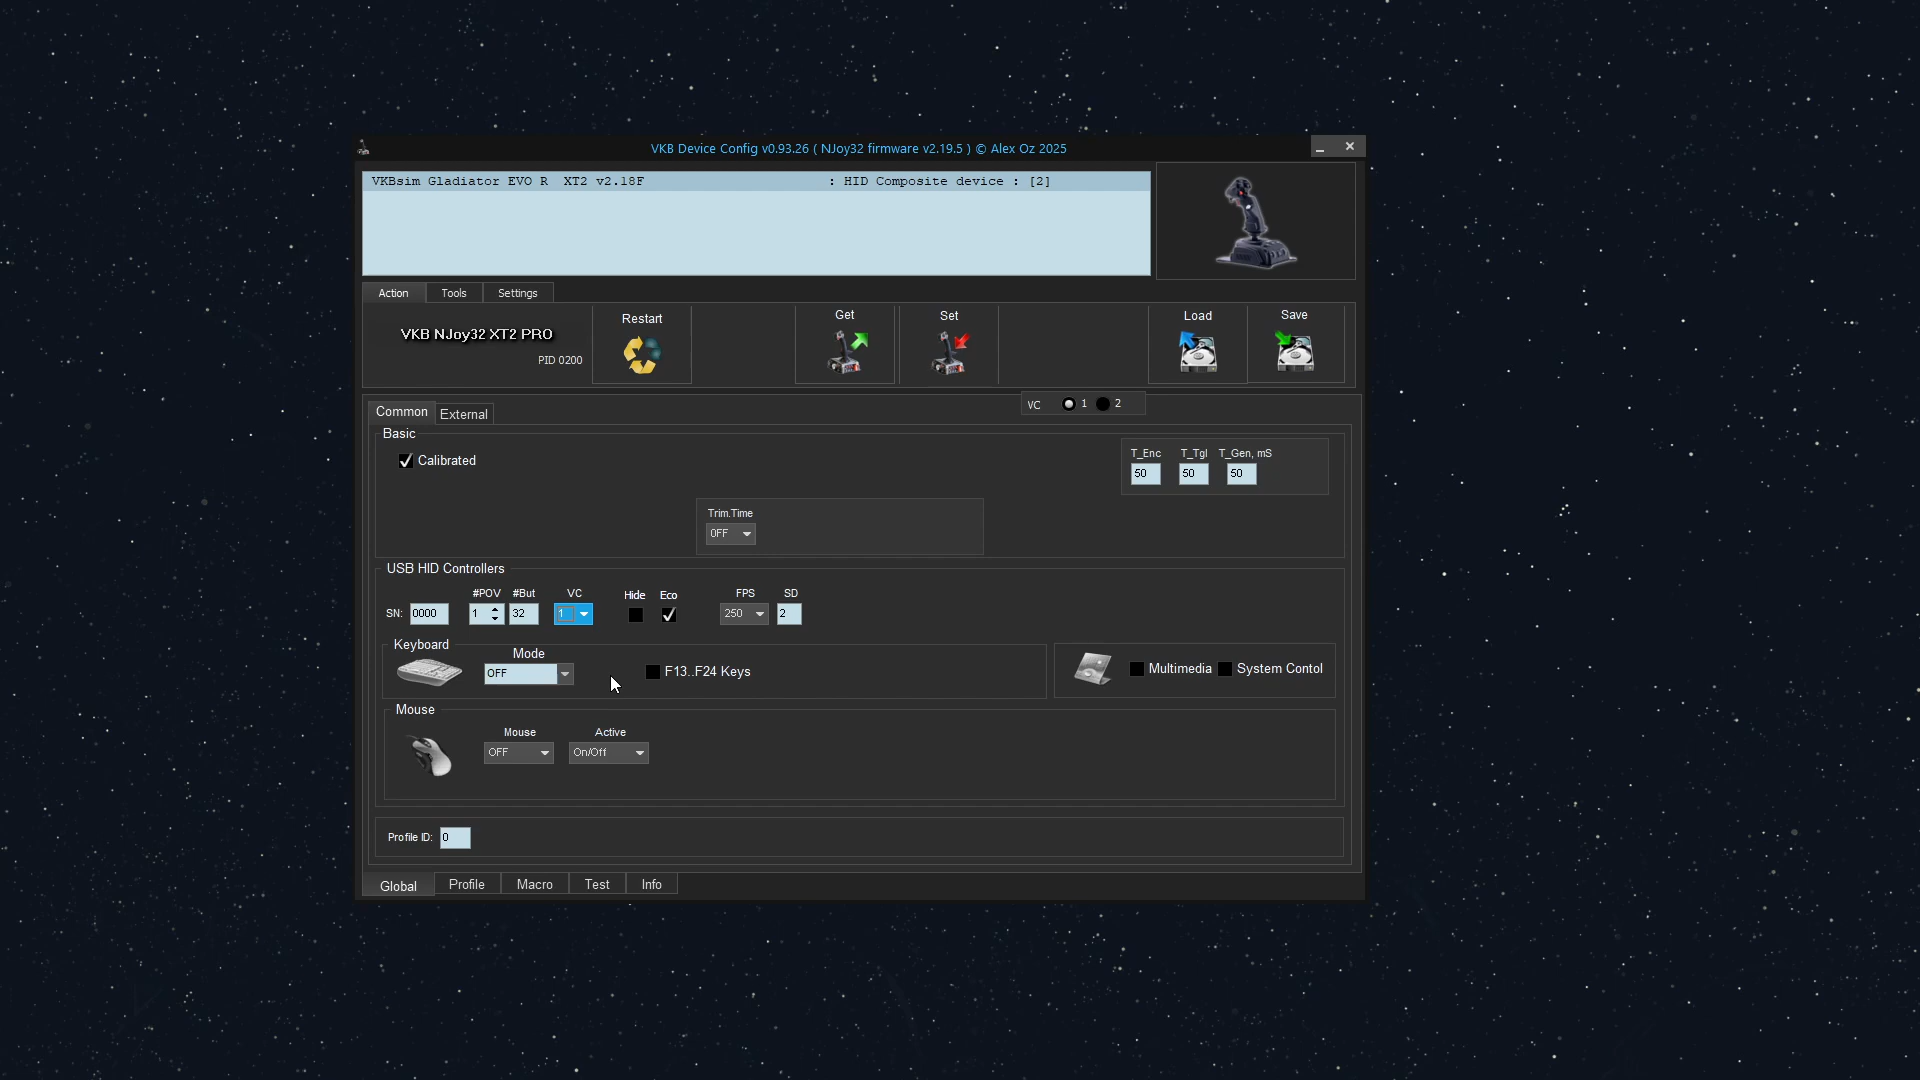 VKB Device Config v0.93.26 ( NJoy32 firmware v2.19.5 ) © Alex Oz 2025
VKBsim Gladiator EVO R  XT2 v2.18F : HID Composite device : [2]
Action Tools Settings
VKB NJoy32 XT2 PRO
PID 0200
Restart
Get
Set
Load
Save
VC 1 2
Common External
Basic
Calibrated
T_Enc T_Tgl T_Gen, mS
50 50 50
Trim.Time
OFF
USB HID Controllers
#POV #But VC Hide Eco FPS SD
SN: 0000 1 32 1 250 2
Keyboard
Mode
OFF
F13..F24 Keys
Multimedia System Contol
Mouse
Mouse Active
OFF On/Off
Profile ID: 0
Global Profile Macro Test Info